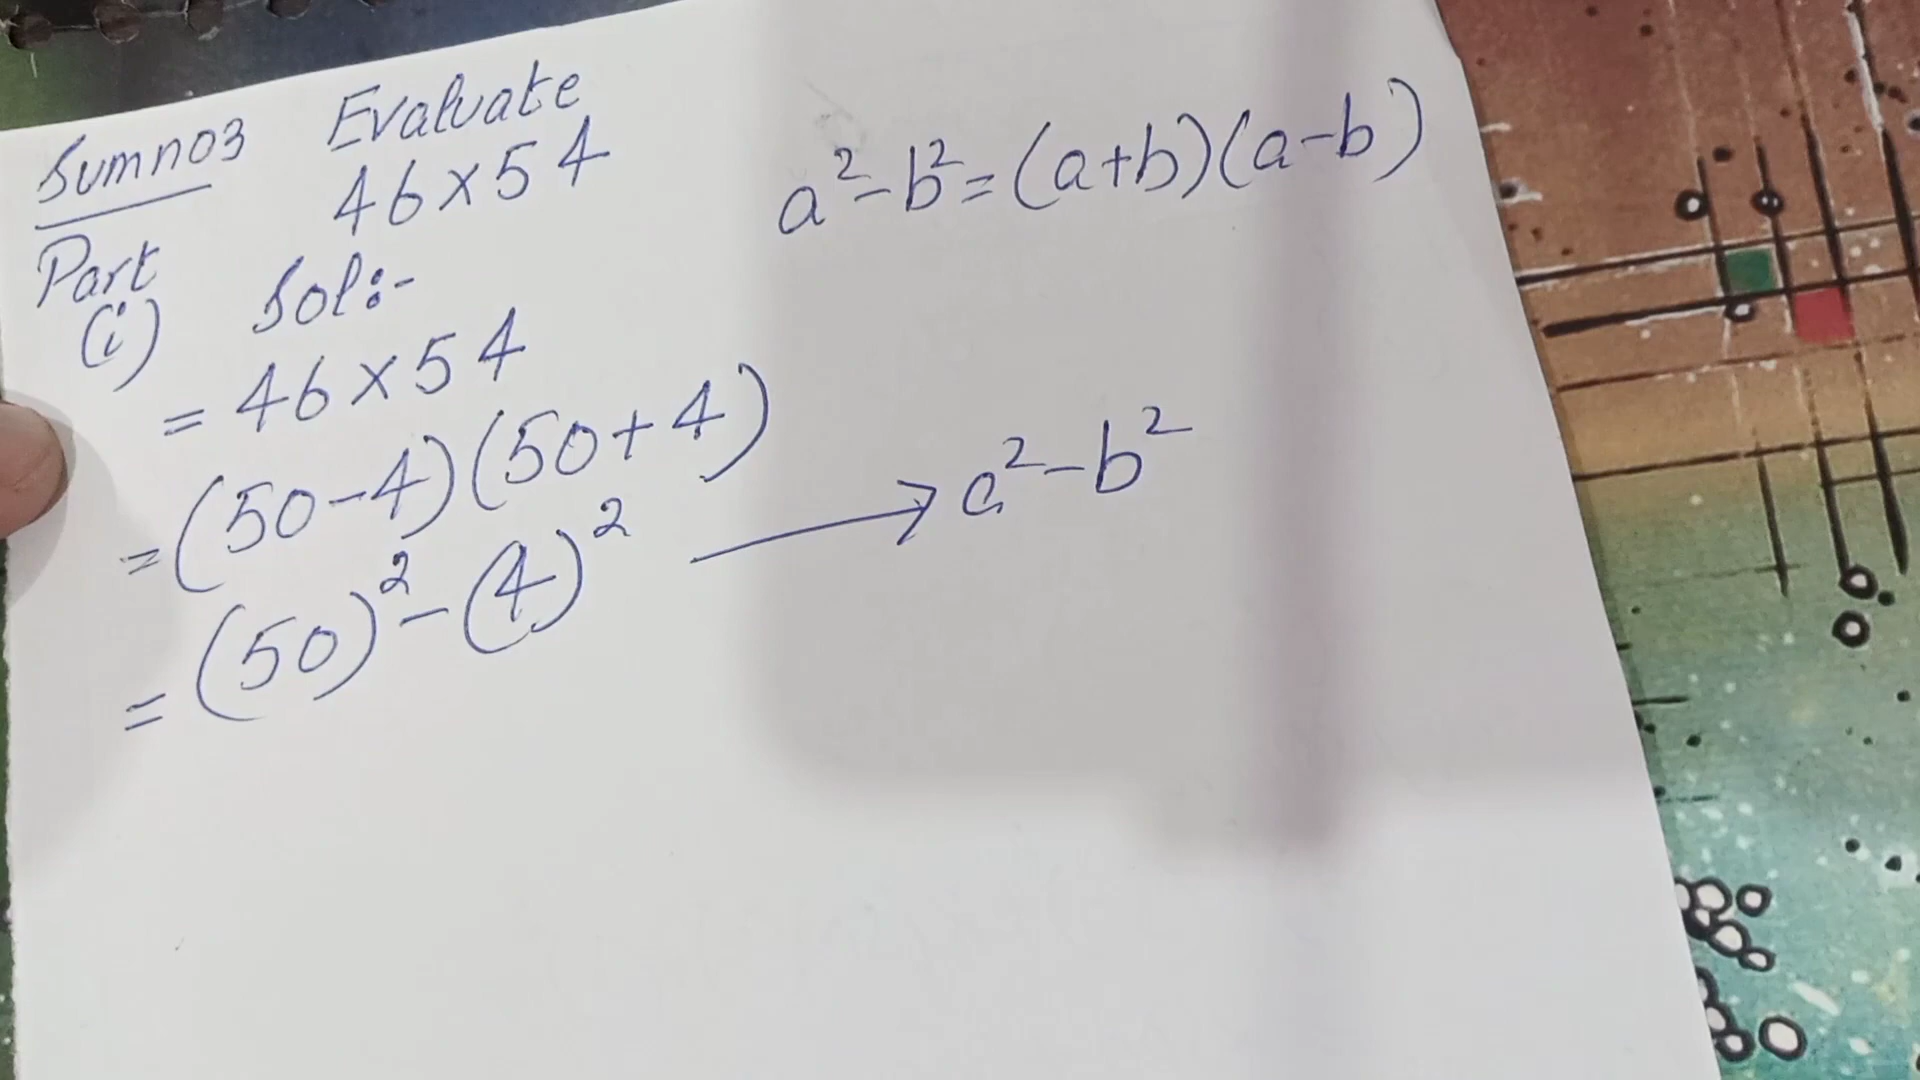 Sum no3 Evaluate
46×54
a²-b²=(a+b)(a-b)
Part
(i) Sol:-
= 46×54
=(50-4)(50+4)
=(50)²-(4)² → a²-b²